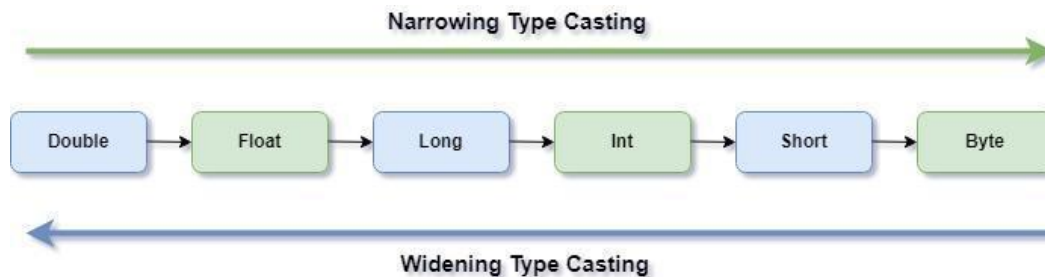 Narrowing Type Casting
Double Float Long Int Short Byte
Widening Type Casting